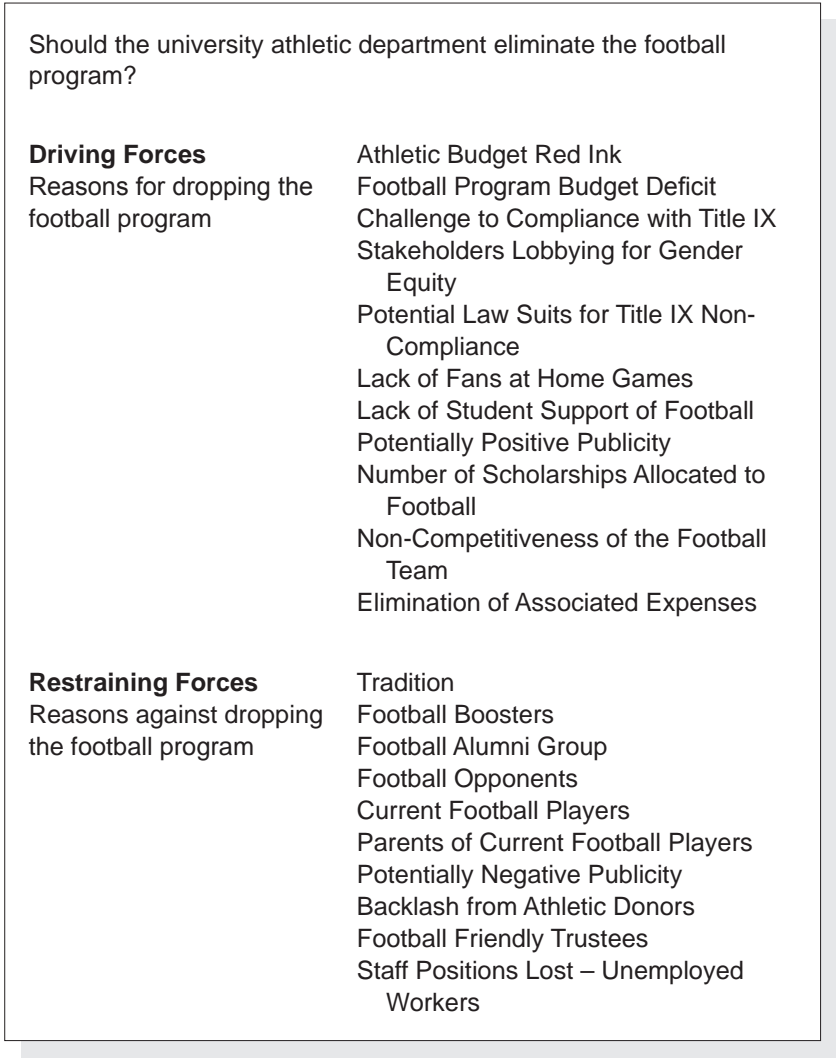 Should the university athletic department eliminate the football
program?
Driving Forces
Reasons for dropping the
football program
Athletic Budget Red Ink
Football Program Budget Deficit
Challenge to Compliance with Title IX
Stakeholders Lobbying for Gender
Equity
Potential Law Suits for Title IX Non-
Compliance
Lack of Fans at Home Games
Lack of Student Support of Football
Potentially Positive Publicity
Number of Scholarships Allocated to
Football
Non-Competitiveness of the Football
Team
Elimination of Associated Expenses
Restraining Forces
Reasons against dropping
the football program
Tradition
Football Boosters
Football Alumni Group
Football Opponents
Current Football Players
Parents of Current Football Players
Potentially Negative Publicity
Backlash from Athletic Donors
Football Friendly Trustees
Staff Positions Lost – Unemployed
Workers